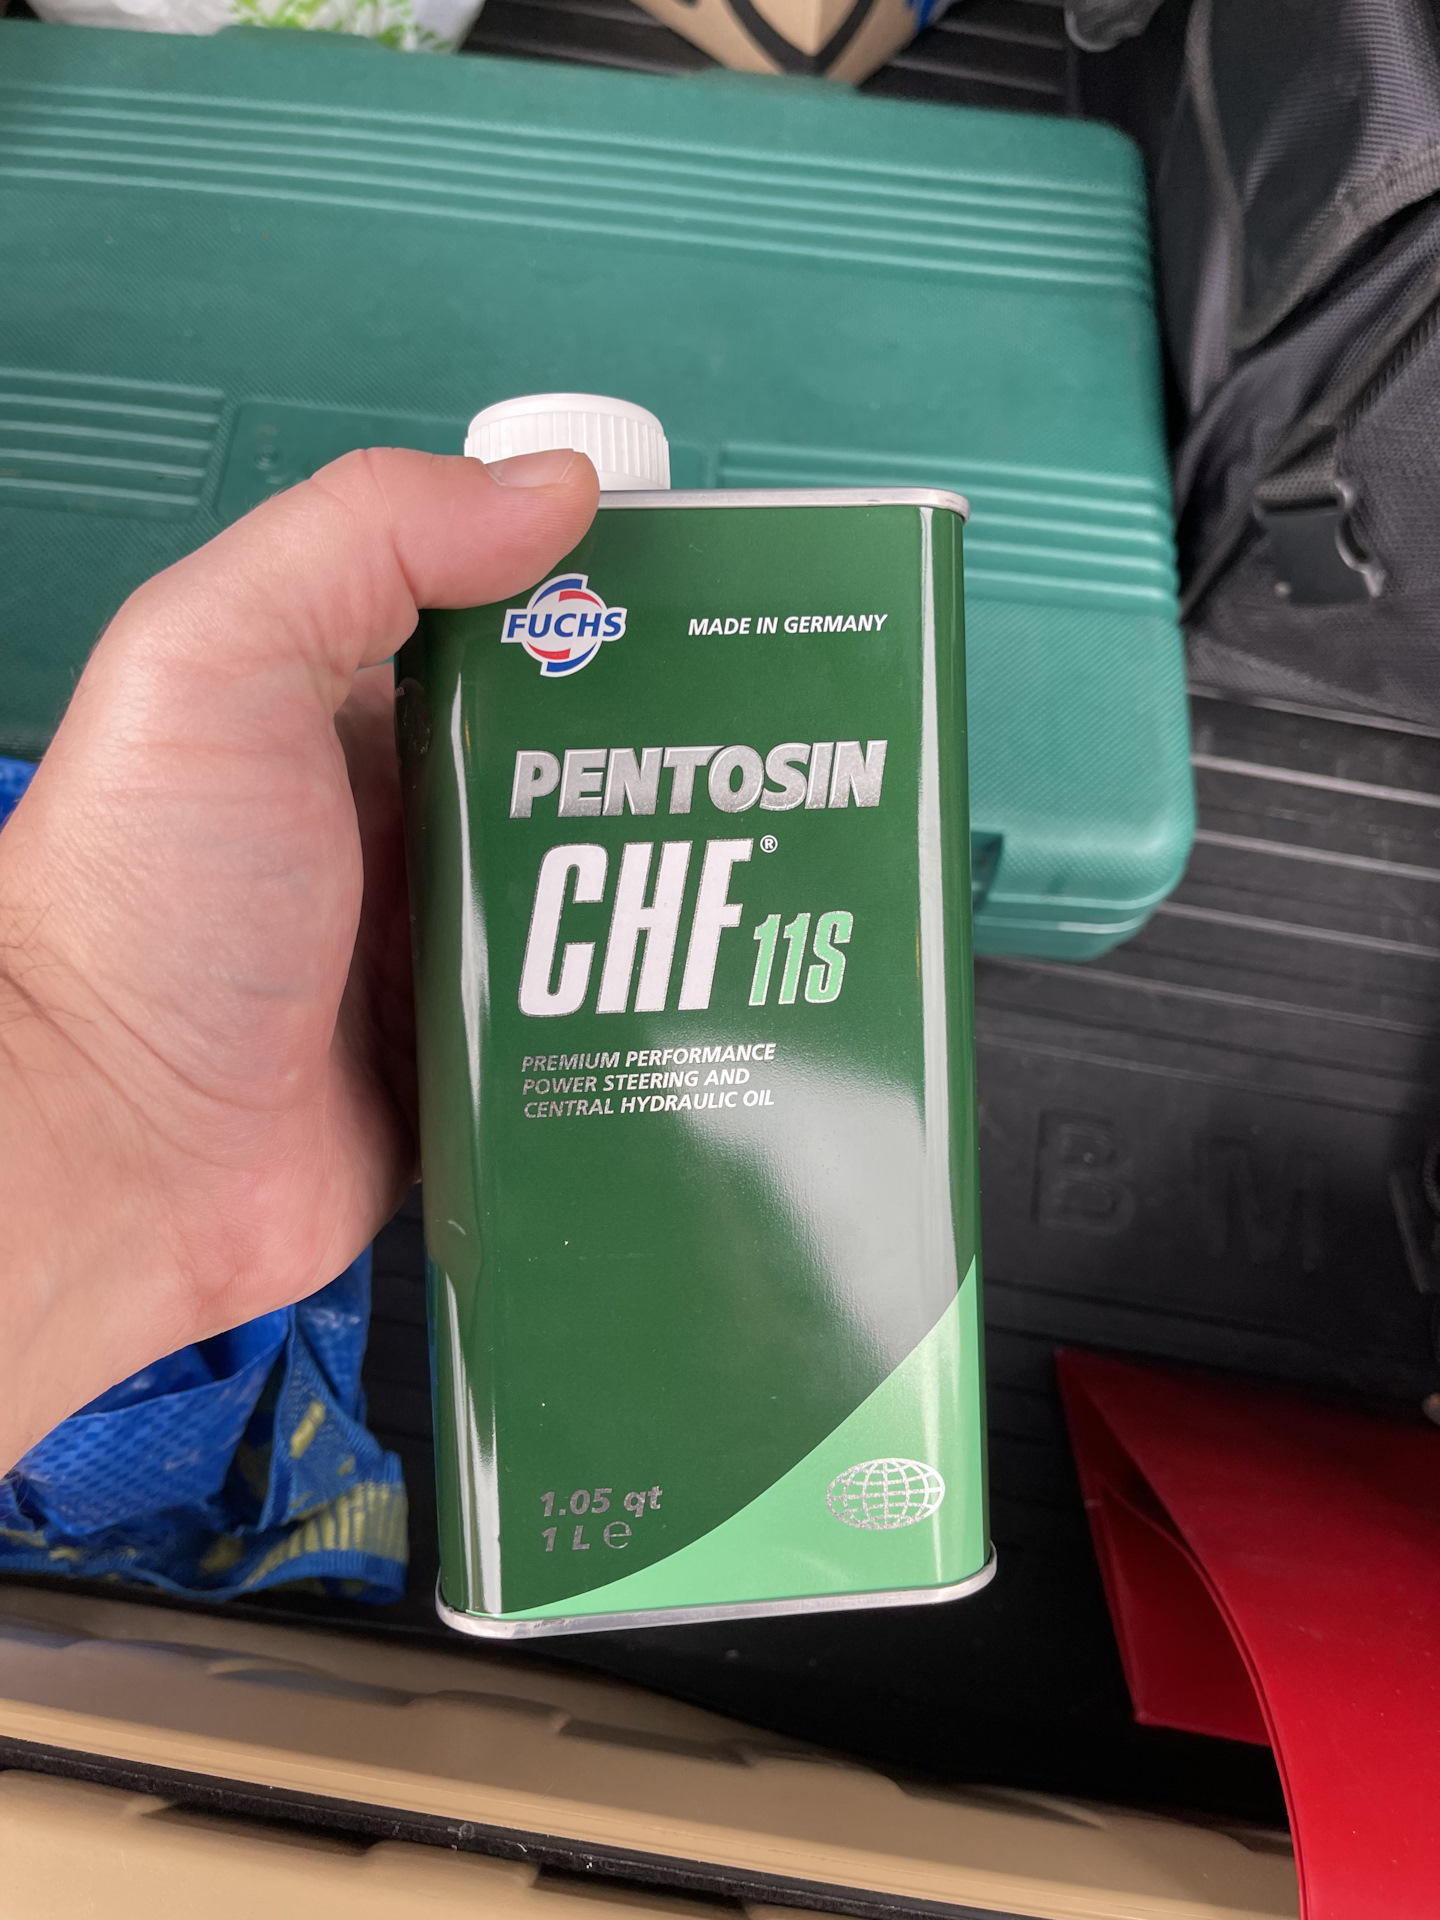 FUCHS
MADE IN GERMANY
PENTOSIN
CHF®
11S
PREMIUM PERFORMANCE
POWER STEERING AND
CENTRAL HYDRAULIC OIL
B M
1.05 qt
1 L ℮